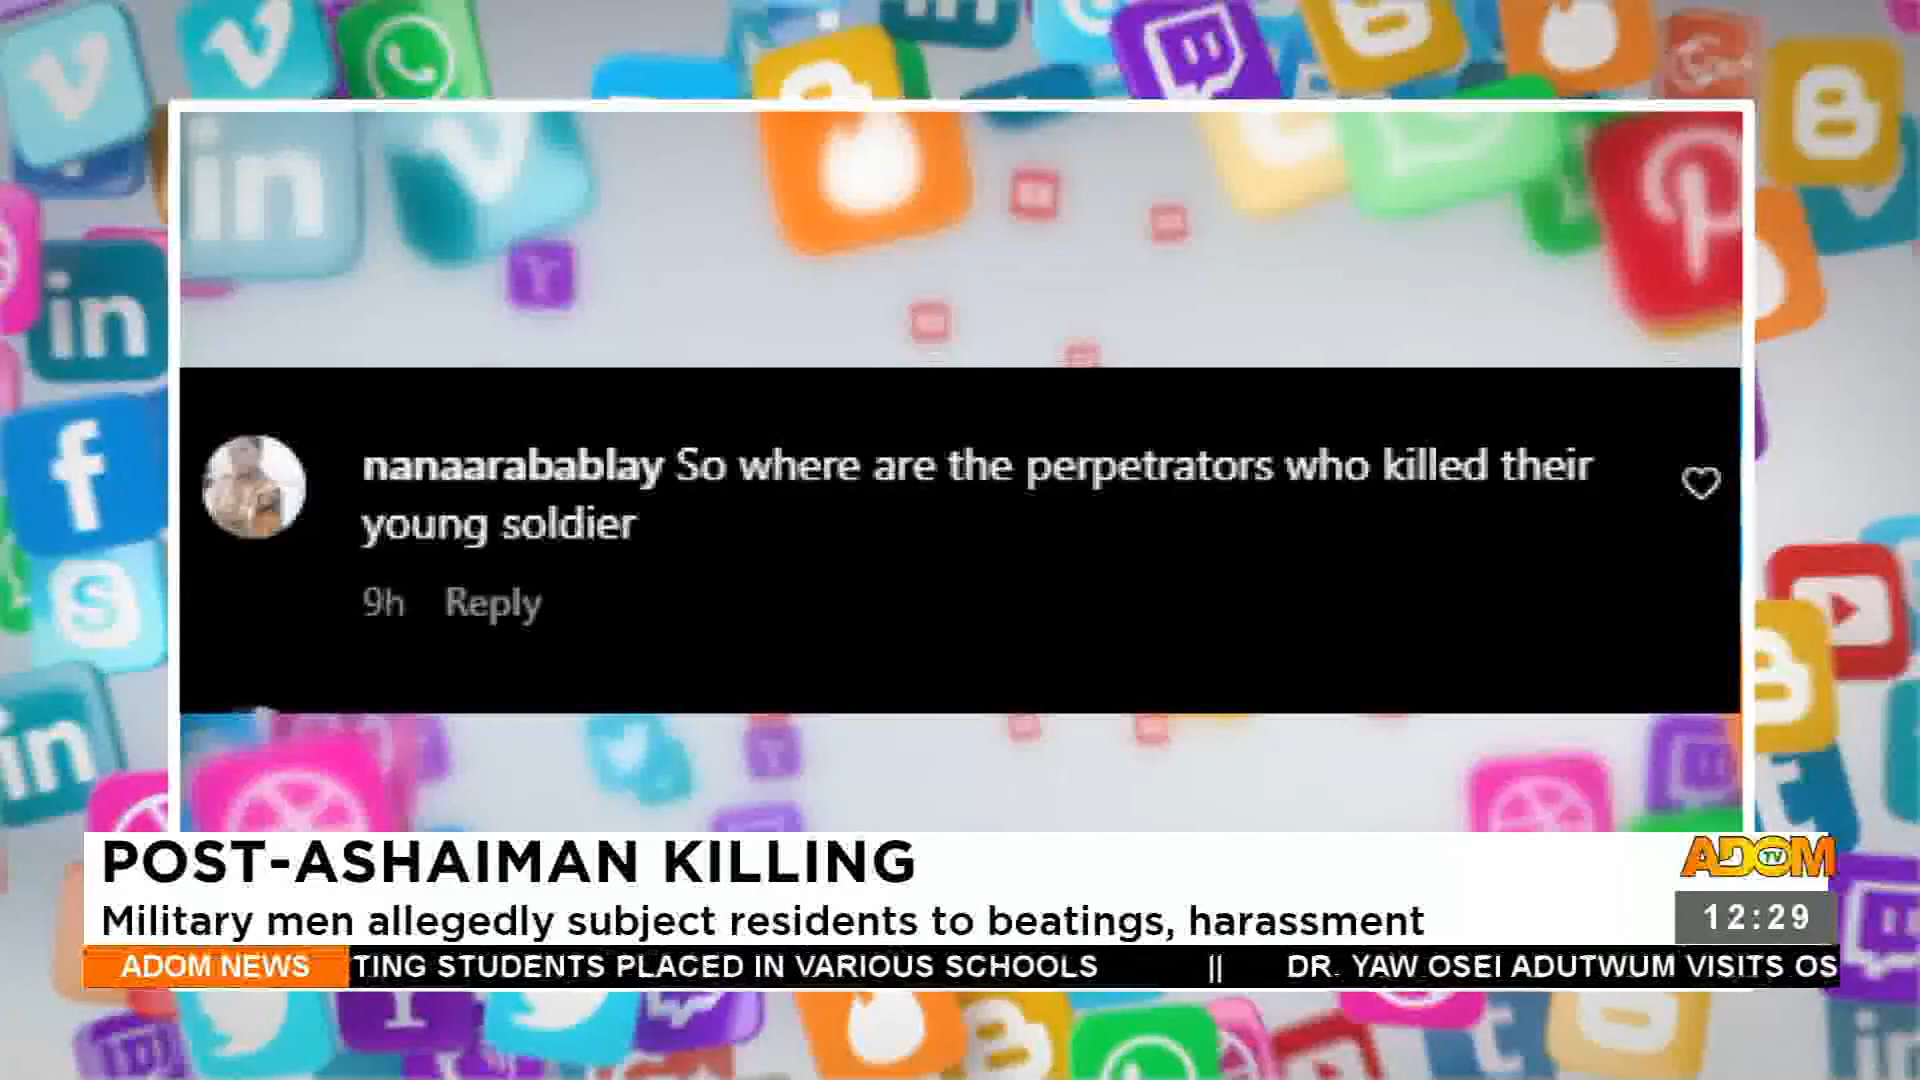 nanaarabablay So where are the perpetrators who killed their
young soldier
9h Reply
POST-ASHAIMAN KILLING
ADOM TV
Military men allegedly subject residents to beatings, harassment
12:29
ADOM NEWS
TING STUDENTS PLACED IN VARIOUS SCHOOLS || DR. YAW OSEI ADUTWUM VISITS OS